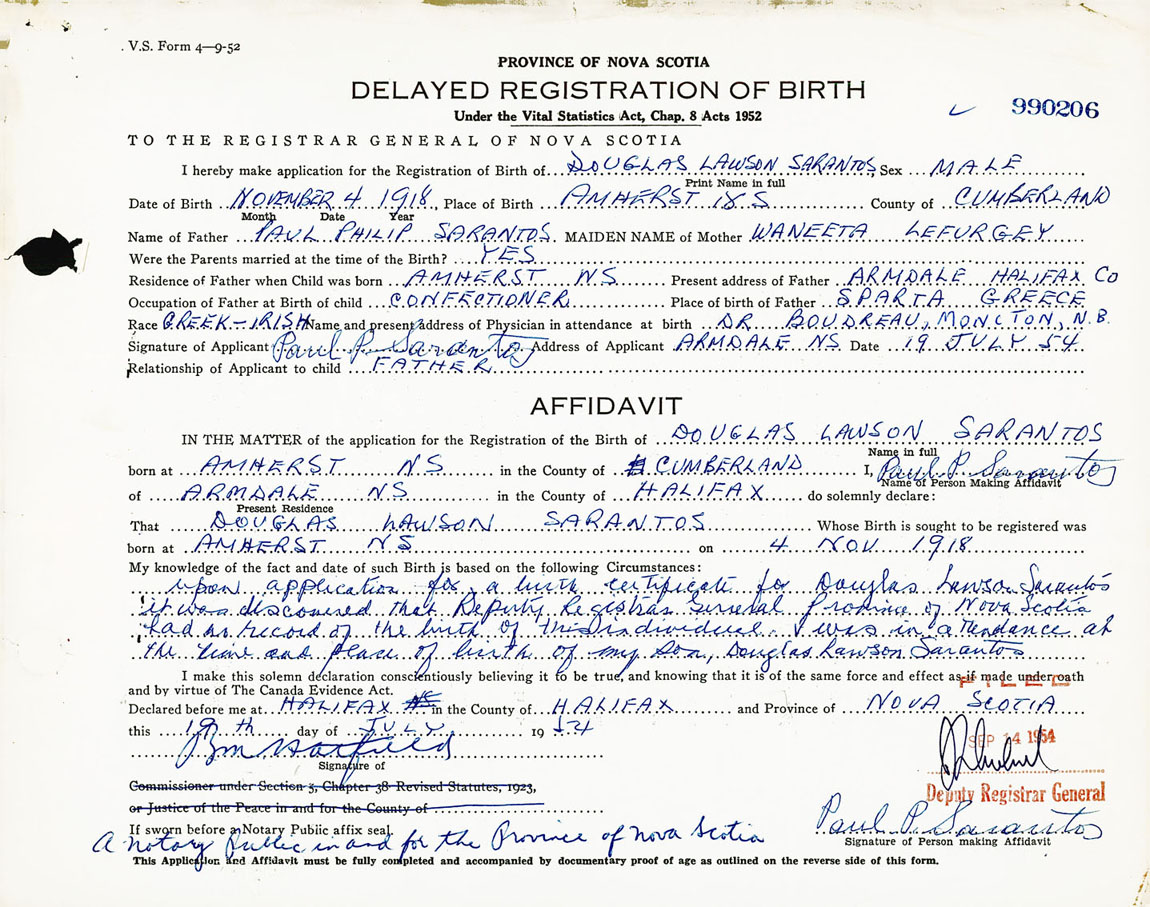 V.S. Form 4—9-52
PROVINCE OF NOVA SCOTIA
DELAYED REGISTRATION OF BIRTH
Under the Vital Statistics Act, Chap. 8 Acts 1952
990206
TO THE REGISTRAR GENERAL OF NOVA SCOTIA
I hereby make application for the Registration of Birth of DOUGLAS LAWSON SARANTOS, Sex MALE
Print Name in full
Date of Birth NOVEMBER 4 1918, Place of Birth AMHERST NS County of CUMBERLAND
Month Date Year
Name of Father PAUL PHILIP SARANTOS. MAIDEN NAME of Mother WANEETA LEFURGEY
Were the Parents married at the time of the Birth? YES
Residence of Father when Child was born AMHERST NS Present address of Father ARMDALE HALIFAX CO
Occupation of Father at Birth of child CONFECTIONER Place of birth of Father SPARTA GREECE
Race GREEK-IRISH Name and present address of Physician in attendance at birth DR BOUDREAU, MONCTON, N.B.
Signature of Applicant Paul P. Sarantos Address of Applicant ARMDALE NS Date 19 JULY 54
Relationship of Applicant to child FATHER
AFFIDAVIT
IN THE MATTER of the application for the Registration of the Birth of DOUGLAS LAWSON SARANTOS
Name in full
born at AMHERST NS in the County of CUMBERLAND I, Paul P. Sarantos
Name of Person Making Affidavit
of ARMDALE NS in the County of HALIFAX do solemnly declare:
Present Residence
That DOUGLAS LAWSON SARANTOS Whose Birth is sought to be registered was
born at AMHERST NS on 4 NOV 1918
My knowledge of the fact and date of such Birth is based on the following Circumstances:
Upon application for a birth certificate for Douglas Lawson Sarantos
it was discovered that Deputy Registrar General Province of Nova Scotia
had no record of the birth of this individual. I was in attendance at
the time and place of birth of my son, Douglas Lawson Sarantos
I make this solemn declaration conscientiously believing it to be true, and knowing that it is of the same force and effect as if made under oath
and by virtue of The Canada Evidence Act.
FILED
Declared before me at HALIFAX NS in the County of HALIFAX and Province of NOVA SCOTIA
this 19th day of JULY 19 54
SEP 14 1954
Signature of
Commissioner under Section 3, Chapter 38 Revised Statutes, 1923,
Deputy Registrar General
or Justice of the Peace in and for the County of
Paul P. Sarantos
If sworn before a Notary Public affix seal.
Signature of Person making Affidavit
A notary Public in and for the Province of Nova Scotia
This Application and Affidavit must be fully completed and accompanied by documentary proof of age as outlined on the reverse side of this form.